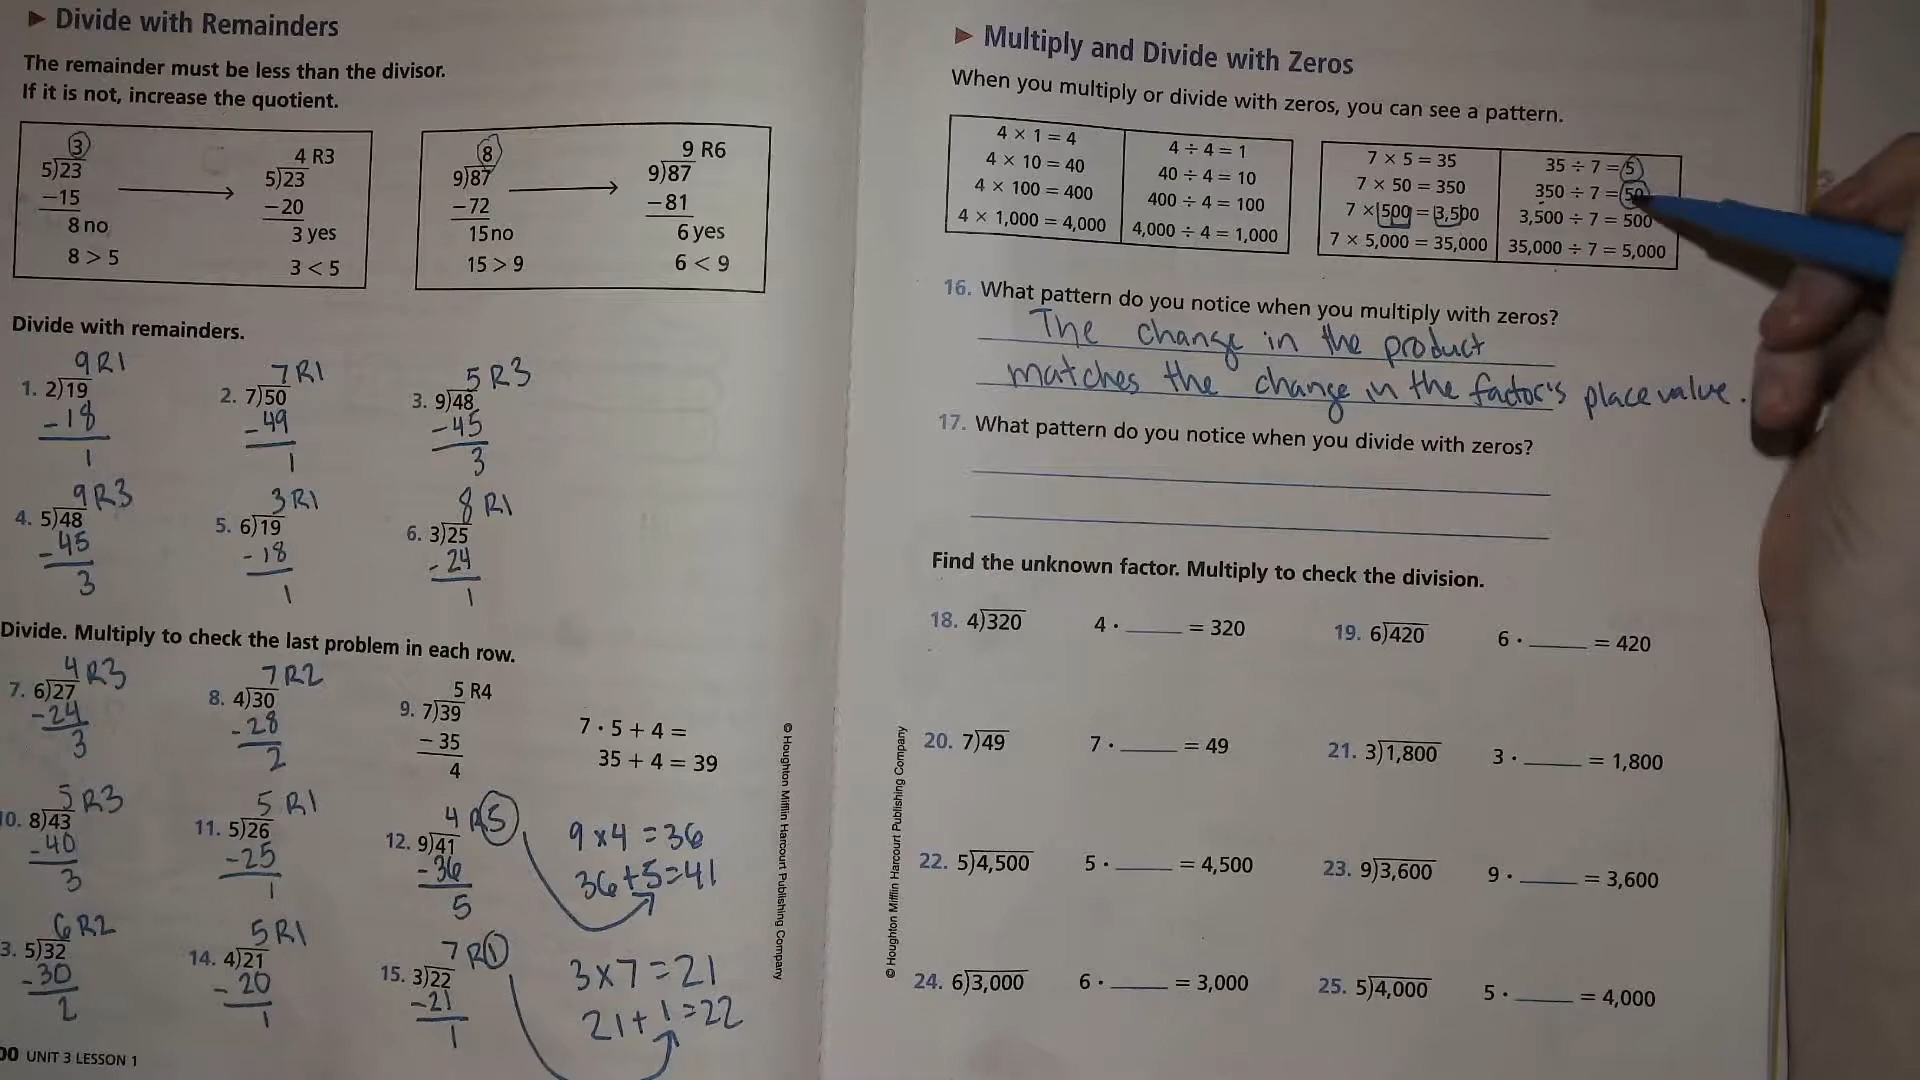 ► Divide with Remainders
The remainder must be less than the divisor.
If it is not, increase the quotient.
3
5)23
−15
8 no
8 > 5
4 R3
5)23
−20
3 yes
3 < 5
8
9)87
−72
15 no
15 > 9
9 R6
9)87
−81
6 yes
6 < 9
Divide with remainders.
9R1
1. 2)19
-18
1
7R1
2. 7)50
-49
1
5 R3
3. 9)48
-45
3
9R3
4. 5)48
-45
3
3R1
5. 6)19
-18
1
8 R1
6. 3)25
-24
1
Divide. Multiply to check the last problem in each row.
4R3
7. 6)27
-24
3
7R2
8. 4)30
-28
2
5 R4
9. 7)39
− 35
4
7 · 5 + 4 =
35 + 4 = 39
5R3
0. 8)43
-40
3
5 R1
11. 5)26
-25
1
4 R5
12. 9)41
-36
5
9 x 4 = 36
36+5=41
6R2
3. 5)32
-30
2
5R1
14. 4)21
-20
1
7 R1
15. 3)22
-21
1
3x7=21
21+1=22
00 UNIT 3 LESSON 1
© Houghton Mifflin Harcourt Publishing Company
► Multiply and Divide with Zeros
When you multiply or divide with zeros, you can see a pattern.
4 × 1 = 4
4 × 10 = 40
4 × 100 = 400
4 × 1,000 = 4,000
4 ÷ 4 = 1
40 ÷ 4 = 10
400 ÷ 4 = 100
4,000 ÷ 4 = 1,000
7 × 5 = 35
7 × 50 = 350
7 × 500 = 3,500
7 × 5,000 = 35,000
35 ÷ 7 = 5
350 ÷ 7 = 50
3,500 ÷ 7 = 500
35,000 ÷ 7 = 5,000
16. What pattern do you notice when you multiply with zeros?
The change in the product
matches the change in the factor's place value.
17. What pattern do you notice when you divide with zeros?
Find the unknown factor. Multiply to check the division.
18. 4)320 4 · ____ = 320 19. 6)420 6 · ____ = 420
20. 7)49 7 · ____ = 49 21. 3)1,800 3 · ____ = 1,800
22. 5)4,500 5 · ____ = 4,500 23. 9)3,600 9 · ____ = 3,600
24. 6)3,000 6 · ____ = 3,000 25. 5)4,000 5 · ____ = 4,000
© Houghton Mifflin Harcourt Publishing Company